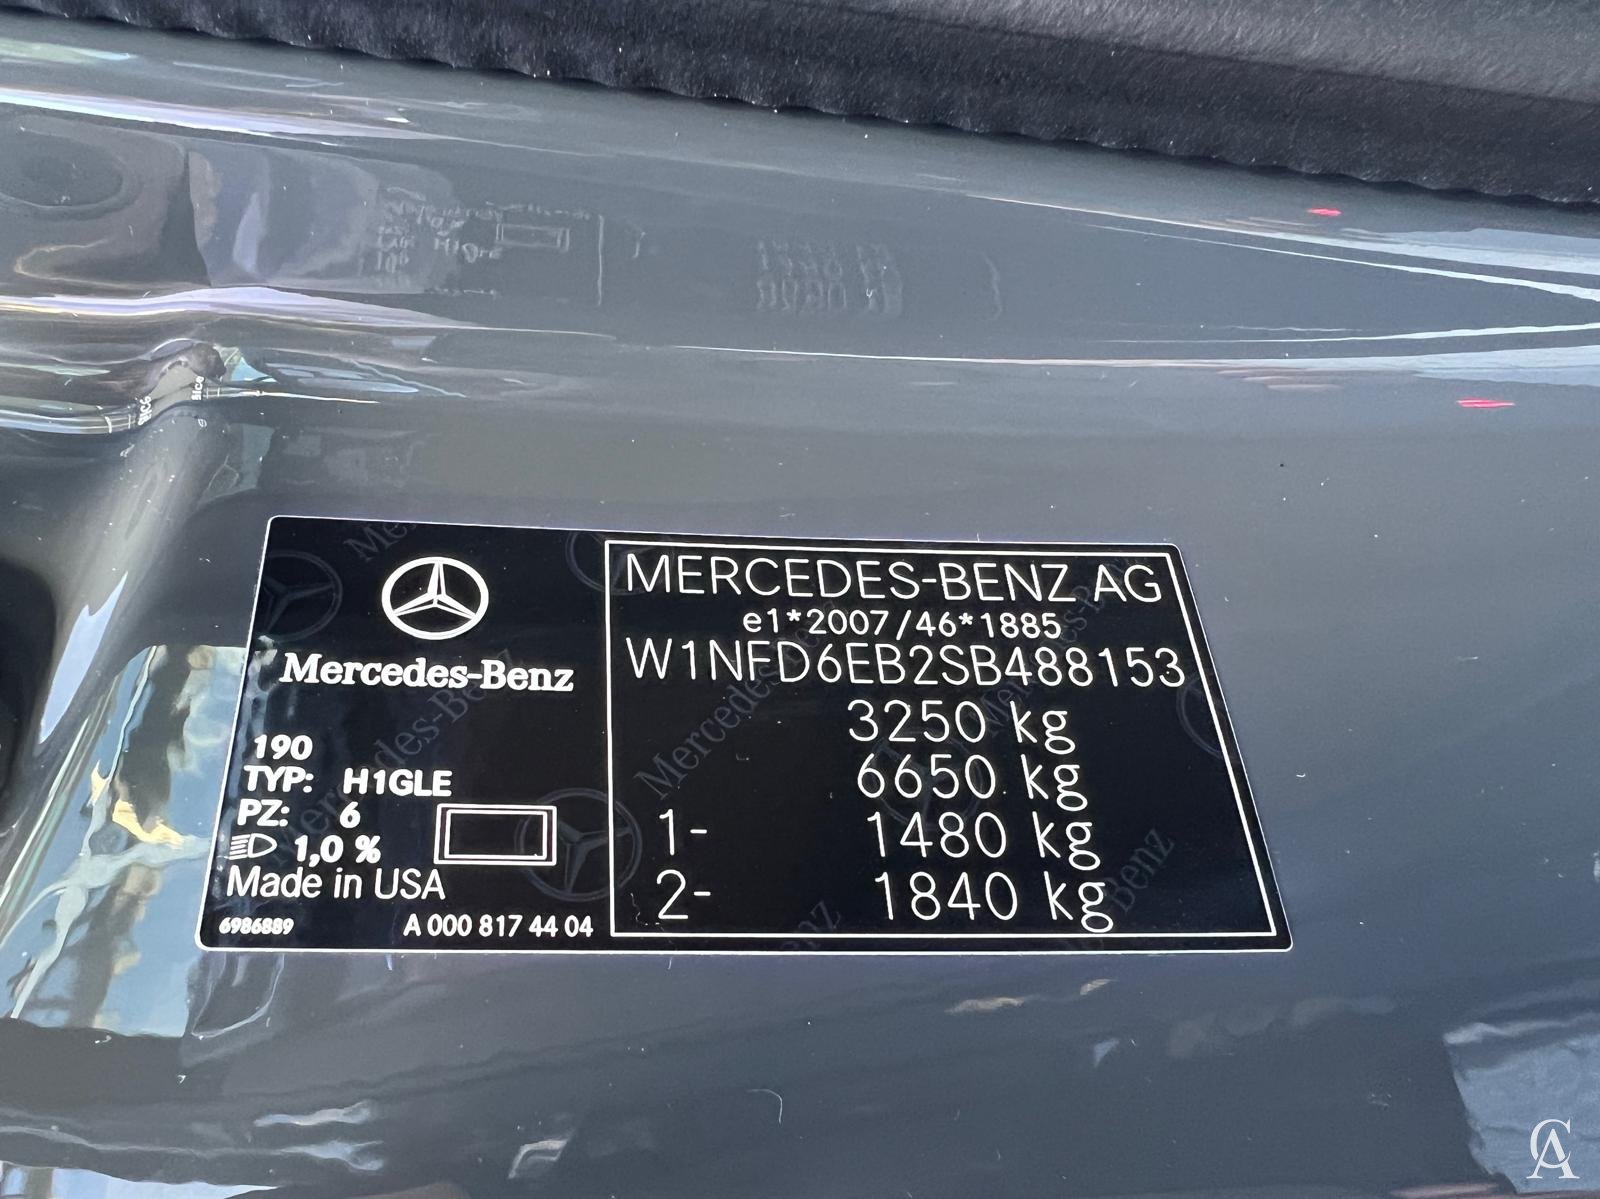 Mercedes-Benz
190
TYP: H1GLE
PZ: 6
1,0 %
Made in USA
6986889 A 000 817 44 04
MERCEDES-BENZ AG
e1*2007/46*1885
W1NFD6EB2SB488153
3250 kg
6650 kg
1- 1480 kg
2- 1840 kg